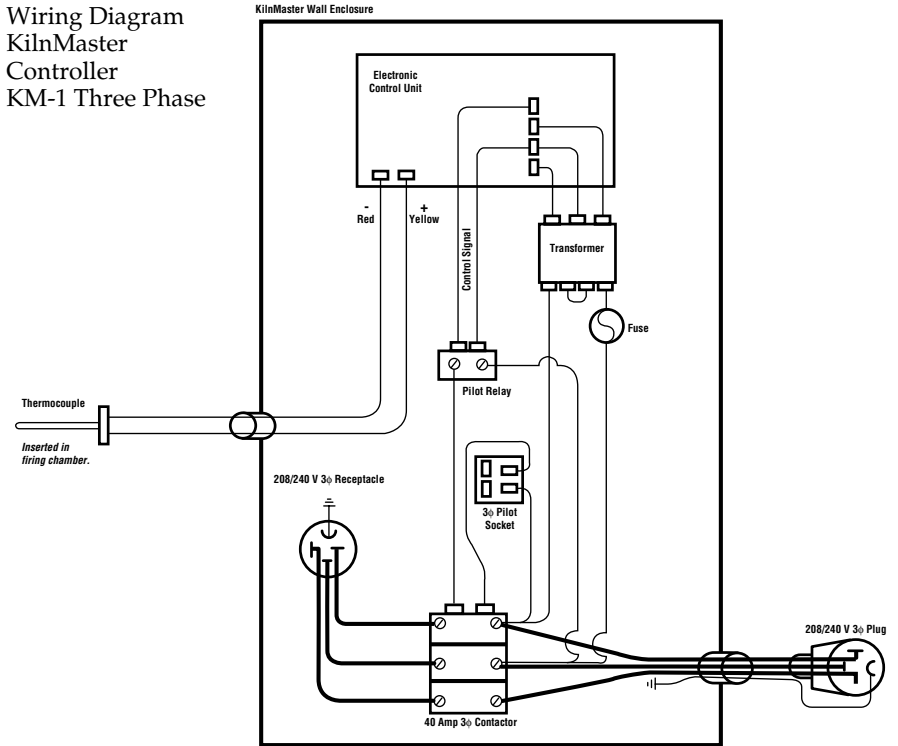 Wiring Diagram
KilnMaster
Controller
KM-1 Three Phase
KilnMaster Wall Enclosure
Electronic
Control Unit
-
Red
+
Yellow
Control Signal
Transformer
Fuse
Pilot Relay
Thermocouple
Inserted in
firing chamber.
208/240 V 3ϕ Receptacle
3ϕ Pilot
Socket
208/240 V 3ϕ Plug
40 Amp 3ϕ Contactor